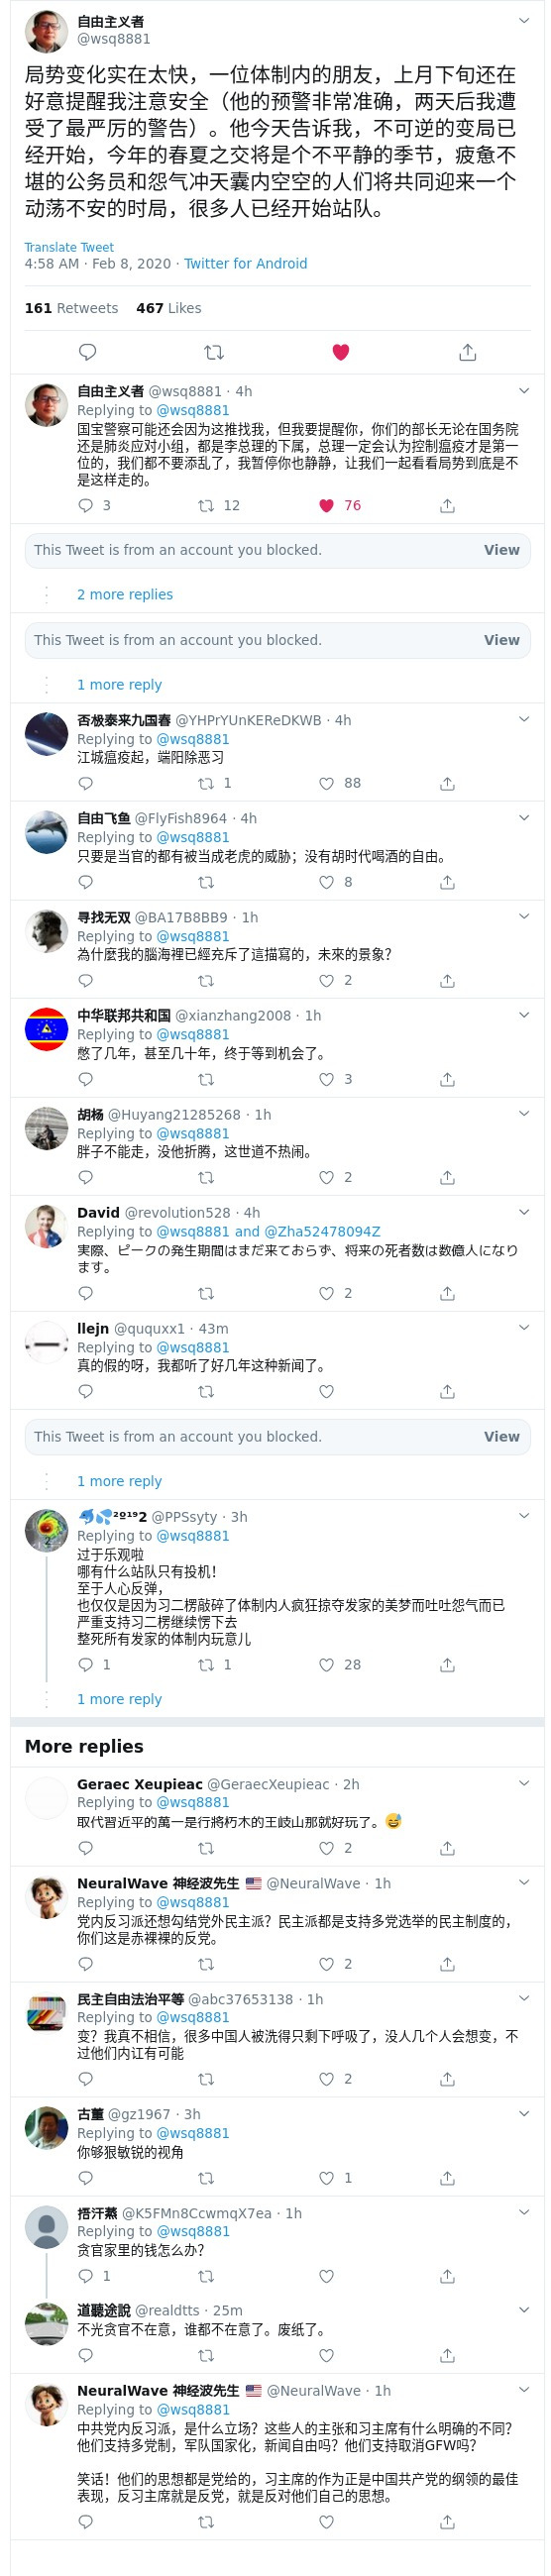 自由主义者
@wsq8881
局势变化实在太快，一位体制内的朋友，上月下旬还在
好意提醒我注意安全（他的预警非常准确，两天后我遭
受了最严厉的警告）。他今天告诉我，不可逆的变局已
经开始，今年的春夏之交将是个不平静的季节，疲惫不
堪的公务员和怨气冲天囊内空空的人们将共同迎来一个
动荡不安的时局，很多人已经开始站队。
Translate Tweet
4:58 AM · Feb 8, 2020 · Twitter for Android
161 Retweets 467 Likes
自由主义者 @wsq8881 · 4h
Replying to @wsq8881
国宝警察可能还会因为这推找我，但我要提醒你，你们的部长无论在国务院
还是肺炎应对小组，都是李总理的下属，总理一定会认为控制瘟疫才是第一
位的，我们都不要添乱了，我暂停你也静静，让我们一起看看局势到底是不
是这样走的。
3 12 76
This Tweet is from an account you blocked. View
2 more replies
This Tweet is from an account you blocked. View
1 more reply
否极泰来九国春 @YHPrYUnKEReDKWB · 4h
Replying to @wsq8881
江城瘟疫起，端阳除恶习
1 88
自由飞鱼 @FlyFish8964 · 4h
Replying to @wsq8881
只要是当官的都有被当成老虎的威胁；没有胡时代喝酒的自由。
8
寻找无双 @BA17B8BB9 · 1h
Replying to @wsq8881
為什麼我的腦海裡已經充斥了這描寫的，未來的景象？
2
中华联邦共和国 @xianzhang2008 · 1h
Replying to @wsq8881
憋了几年，甚至几十年，终于等到机会了。
3
胡杨 @Huyang21285268 · 1h
Replying to @wsq8881
胖子不能走，没他折腾，这世道不热闹。
2
David @revolution528 · 4h
Replying to @wsq8881 and @Zha52478094Z
実際、ピークの発生期間はまだ来ておらず、将来の死者数は数億人になり
ます。
2
llejn @ququxx1 · 43m
Replying to @wsq8881
真的假的呀，我都听了好几年这种新闻了。
This Tweet is from an account you blocked. View
1 more reply
🐬💦²º¹⁹2 @PPSsyty · 3h
Replying to @wsq8881
过于乐观啦
哪有什么站队只有投机！
至于人心反弹，
也仅仅是因为习二楞敲碎了体制内人疯狂掠夺发家的美梦而吐吐怨气而已
严重支持习二楞继续愣下去
整死所有发家的体制内玩意儿
1 1 28
1 more reply
More replies
Geraec Xeupieac @GeraecXeupieac · 2h
Replying to @wsq8881
取代習近平的萬一是行將朽木的王岐山那就好玩了。😅
2
NeuralWave 神经波先生 🇺🇸 @NeuralWave · 1h
Replying to @wsq8881
党内反习派还想勾结党外民主派？民主派都是支持多党选举的民主制度的，
你们这是赤裸裸的反党。
2
民主自由法治平等 @abc37653138 · 1h
Replying to @wsq8881
变？我真不相信，很多中国人被洗得只剩下呼吸了，没人几个人会想变，不
过他们内讧有可能
2
古董 @gz1967 · 3h
Replying to @wsq8881
你够狠敏锐的视角
1
捂汗蒸 @K5FMn8CcwmqX7ea · 1h
Replying to @wsq8881
贪官家里的钱怎么办？
1
道聽途說 @realdtts · 25m
不光贪官不在意，谁都不在意了。废纸了。
NeuralWave 神经波先生 🇺🇸 @NeuralWave · 1h
Replying to @wsq8881
中共党内反习派，是什么立场？这些人的主张和习主席有什么明确的不同？
他们支持多党制，军队国家化，新闻自由吗？他们支持取消GFW吗？
笑话！他们的思想都是党给的，习主席的作为正是中国共产党的纲领的最佳
表现，反习主席就是反党，就是反对他们自己的思想。